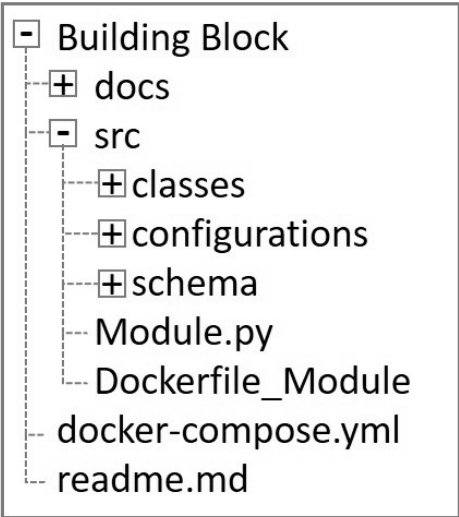 Building Block
docs
src
classes
configurations
schema
Module.py
Dockerfile_Module
docker-compose.yml
readme.md